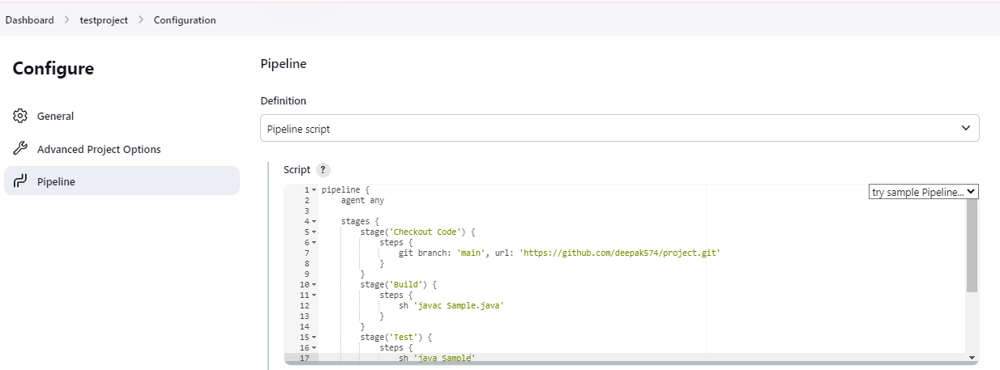 Dashboard > testproject > Configuration
Configure
General
Advanced Project Options
Pipeline
Pipeline
Definition
Pipeline script
Script ?
try sample Pipeline...
1 pipeline {
2     agent any
3
4     stages {
5         stage('Checkout Code') {
6             steps {
7                 git branch: 'main', url: 'https://github.com/deepak574/project.git'
8             }
9         }
10         stage('Build') {
11             steps {
12                 sh 'javac Sample.java'
13             }
14         }
15         stage('Test') {
16             steps {
17                 sh 'java Sample'